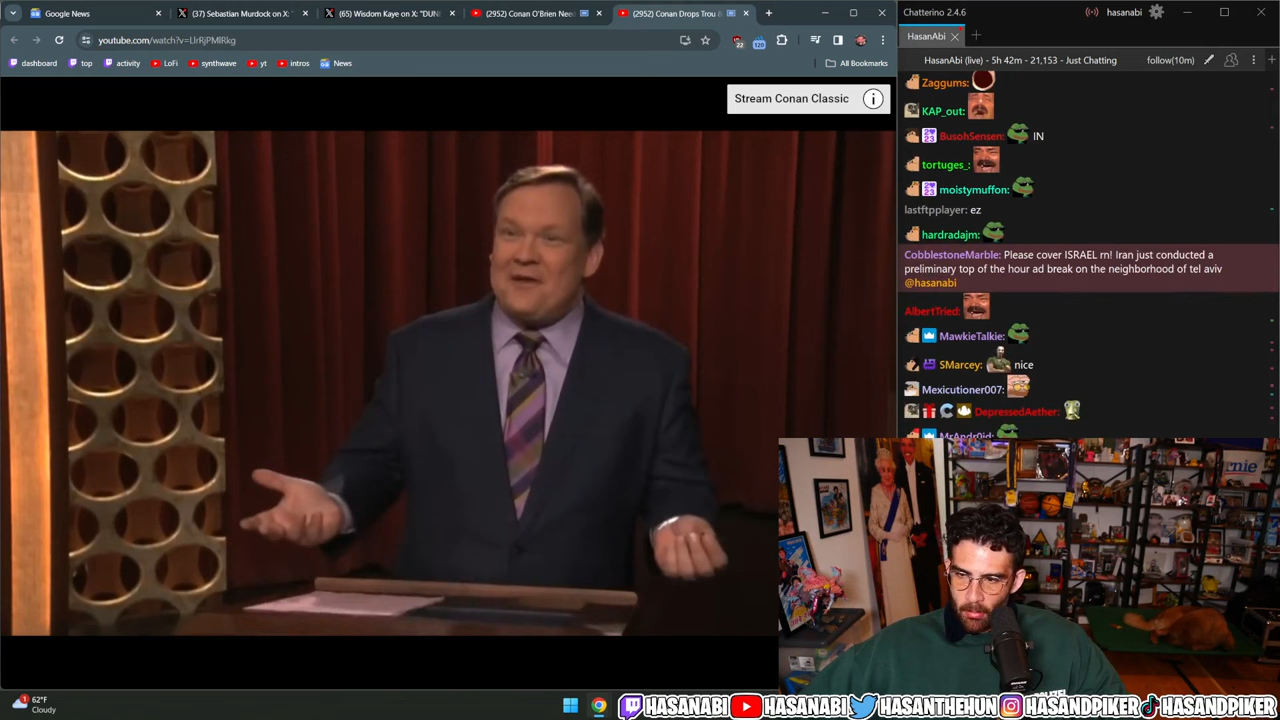 Google News
(37) Sebastian Murdock on X: "
(65) Wisdom Kaye on X: "DUN
(2952) Conan O'Brien Nee
(2952) Conan Drops Trou &
Chatterino 2.4.6
hasanabi
youtube.com/watch?v=
22
120
HasanAbi
dashboard
top
activity
LoFi
synthwave
yt
intros
News
All Bookmarks
HasanAbi (live) - 5h 42m - 21,153 - Just Chatting
follow(10m)
Stream Conan Classic
Zaggums:
KAP_out:
BusohSensen: IN
tortuges_:
moistymuffon:
lastftpplayer: ez
hardradajm:
CobblestoneMarble: Please cover ISRAEL rn! Iran just conducted a
preliminary top of the hour ad break on the neighborhood of tel aviv
@hasanabi
AlbertTried:
MawkieTalkie:
SMarcey: nice
Mexicutioner007:
DepressedAether:
MrAndr0id:
ernie
1
62°F
Cloudy
HASANABI
HASANABI
HASANTHEHUN
HASANDPIKER
HASANDPIKER